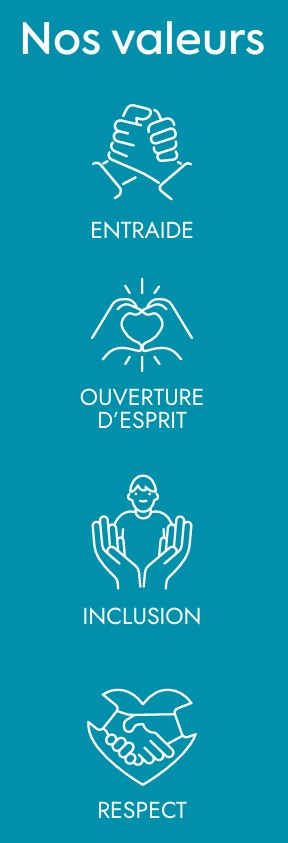 Nos valeurs
ENTRAIDE
OUVERTURE
D’ESPRIT
INCLUSION
RESPECT